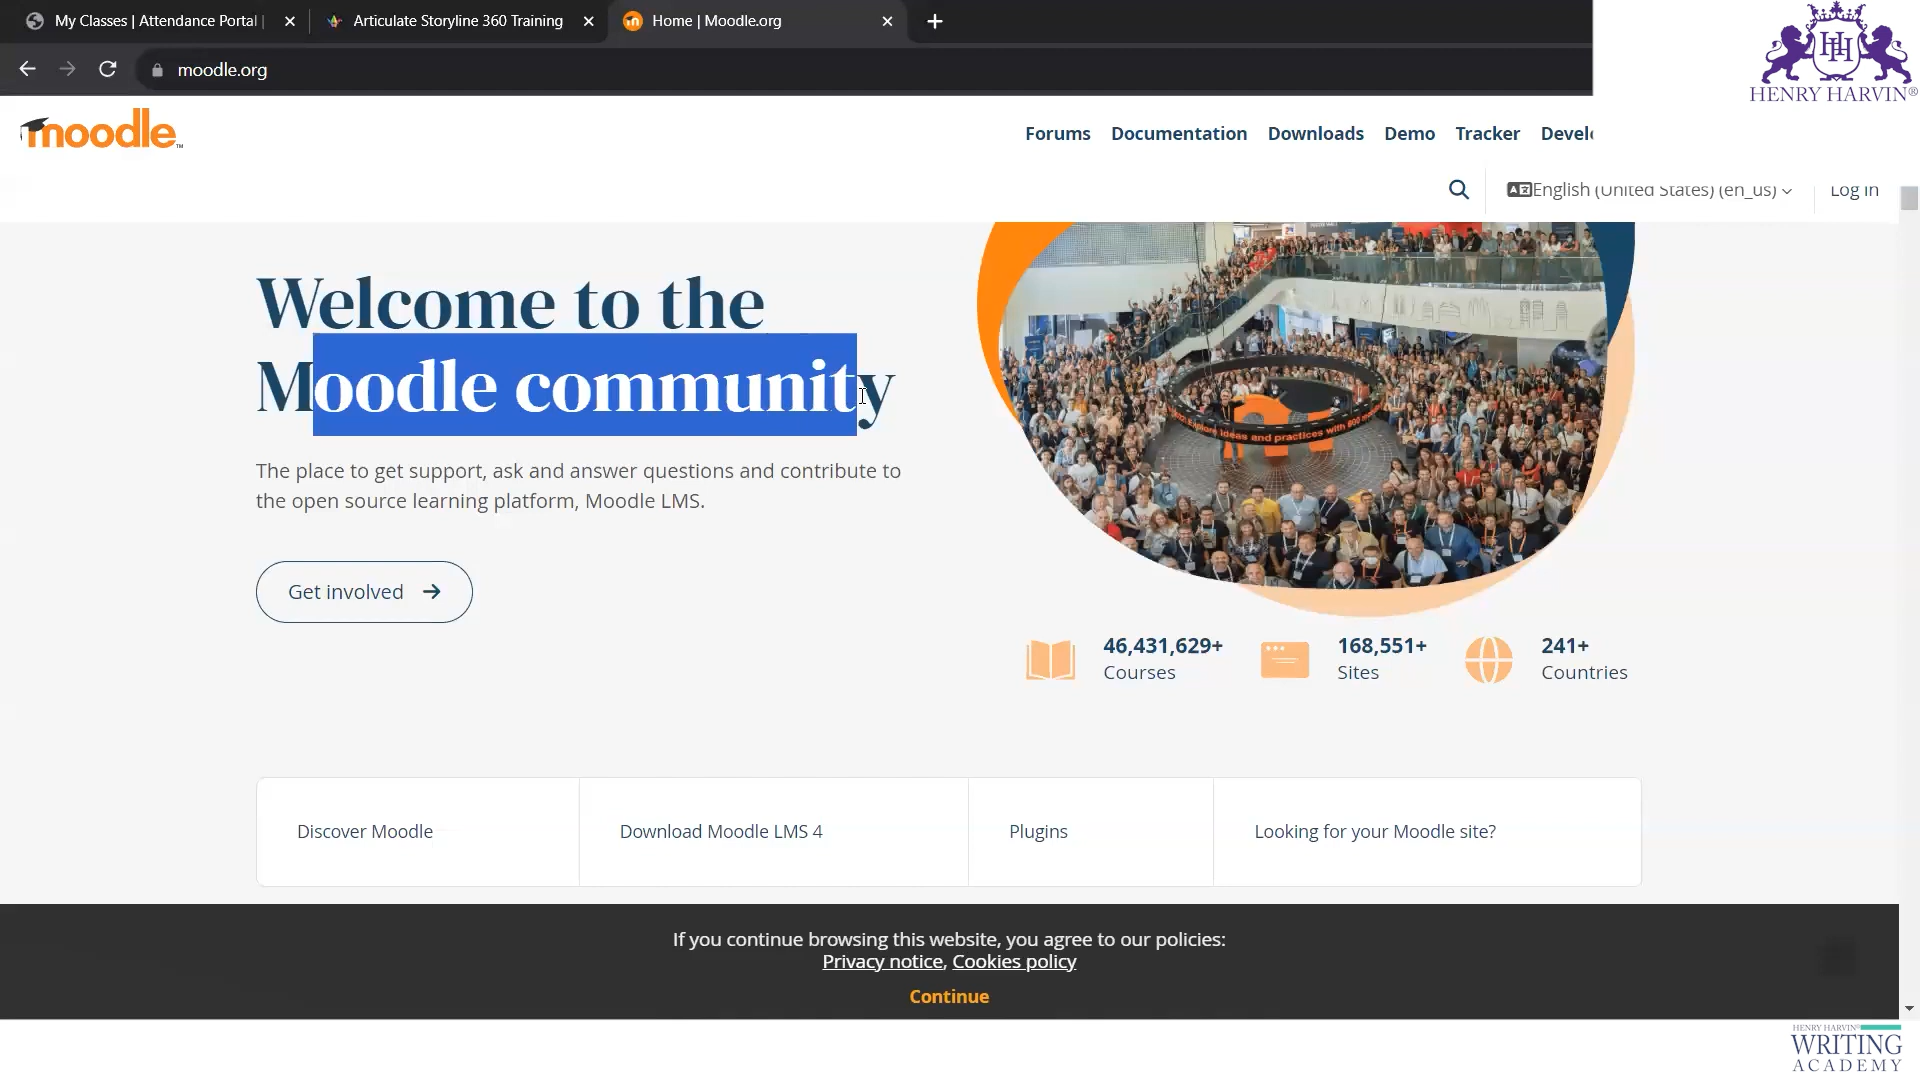 My Classes | Attendance Portal |
Articulate Storyline 360 Training
Home | Moodle.org
moodle.org
HENRY HARVIN®
moodle™
Forums
Documentation
Downloads
Demo
Tracker
English (United States) (en_us)
Log in
Welcome to the
Moodle community
The place to get support, ask and answer questions and contribute to
the open source learning platform, Moodle LMS.
Get involved
46,431,629+
Courses
168,551+
Sites
241+
Countries
Discover Moodle
Download Moodle LMS 4
Plugins
Looking for your Moodle site?
If you continue browsing this website, you agree to our policies:
Privacy notice, Cookies policy
Continue
HENRY HARVIN®
WRITING
ACADEMY